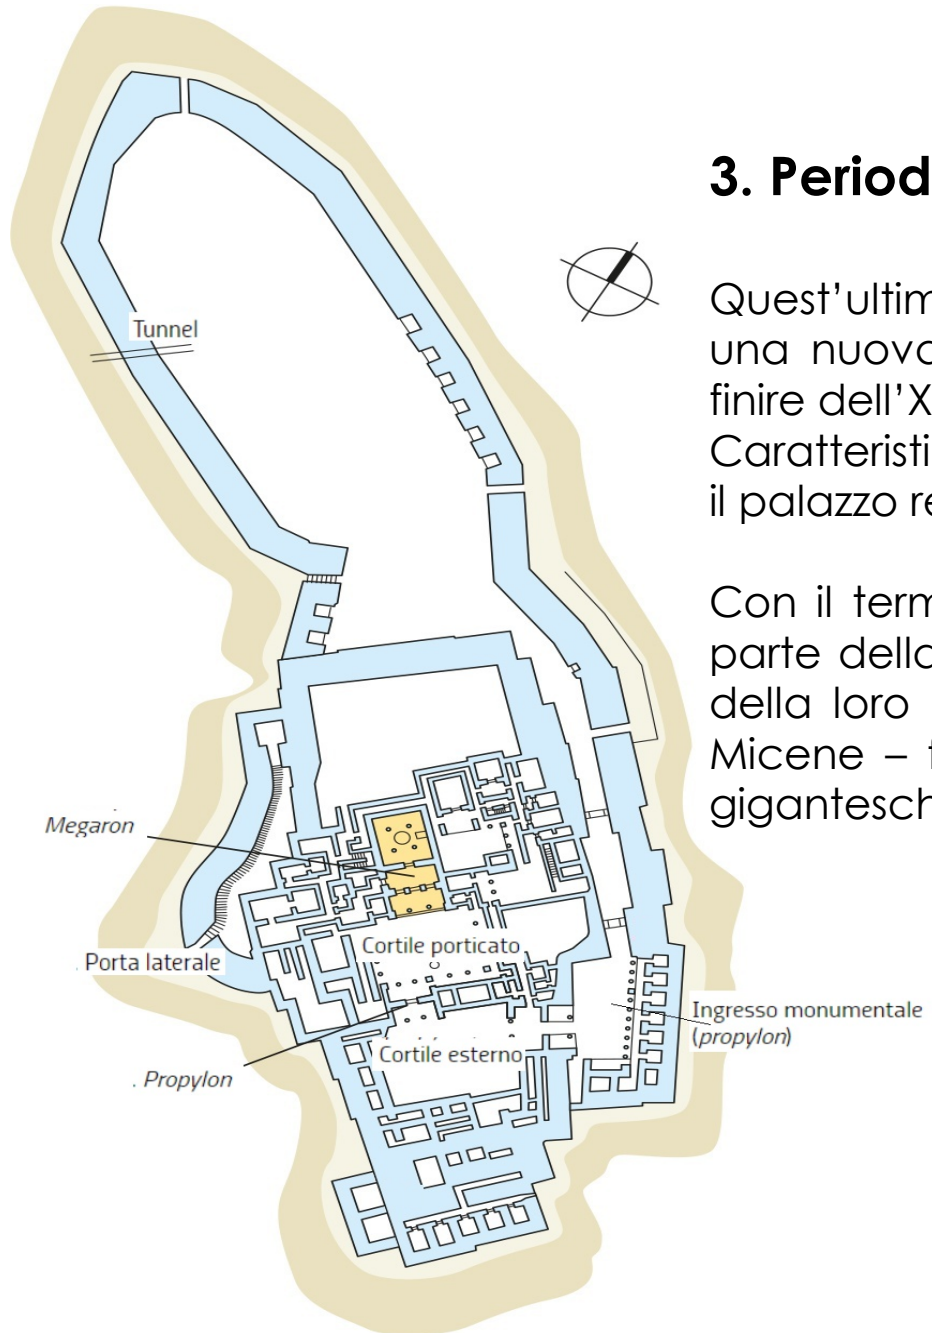 3. Period
Quest’ultim
una nuova
finire dell’X
Caratteristi
il palazzo re
Con il term
parte della
della loro
Micene – f
gigantesch
Tunnel
Megaron
Cortile porticato
. Porta laterale
Ingresso monumentale
(propylon)
Cortile esterno
. Propylon